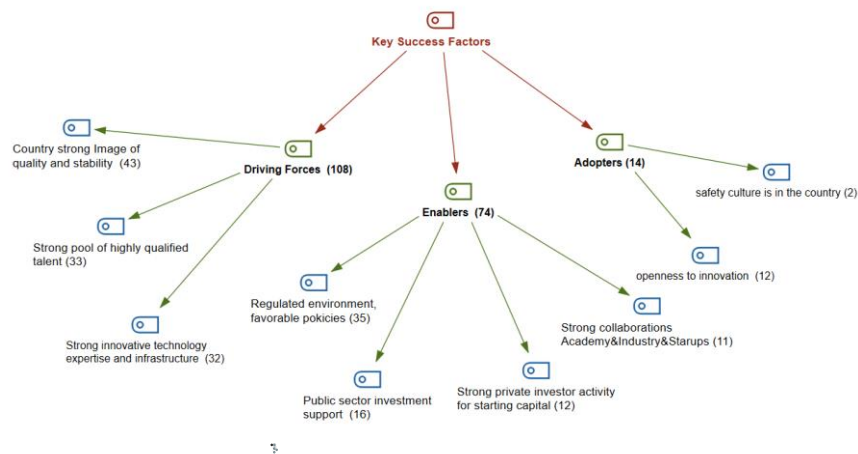 Key Success Factors
Country strong Image of
quality and stability (43)
Driving Forces (108)
Adopters (14)
safety culture is in the country (2)
Enablers (74)
Strong pool of highly qualified
talent (33)
openness to innovation (12)
Regulated environment,
favorable pokicies (35)
Strong collaborations
Academy&Industry&Starups (11)
Strong innovative technology
expertise and infrastructure (32)
Public sector investment
support (16)
Strong private investor activity
for starting capital (12)